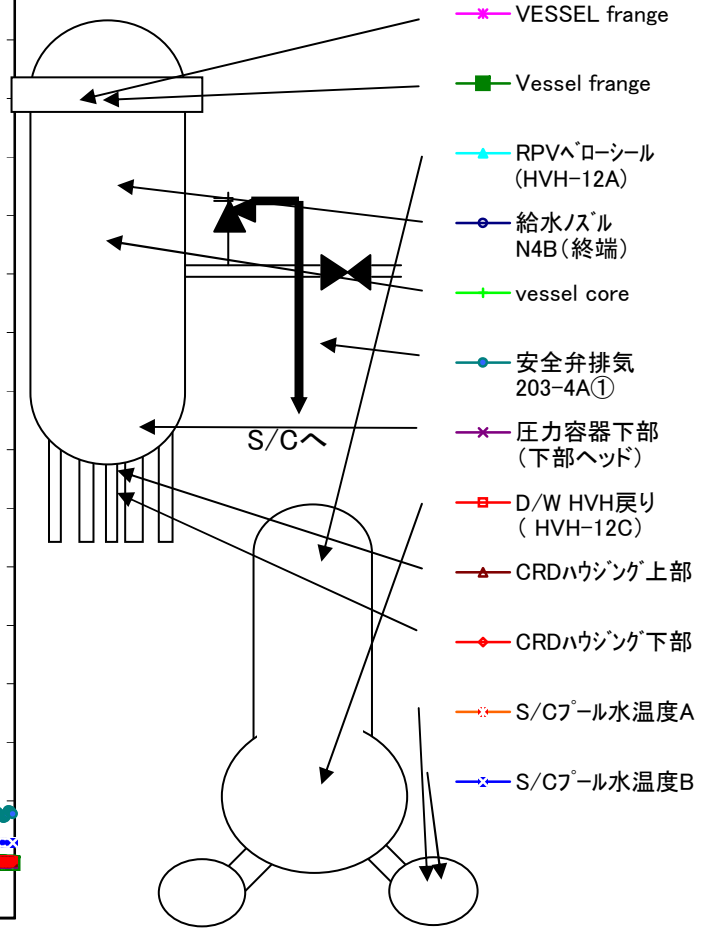 VESSEL frange
Vessel frange
RPVベローシール
(HVH-12A)
給水ノズル
N4B(終端)
vessel core
安全弁排気
203-4A①
S/Cへ
圧力容器下部
(下部ヘッド)
D/W HVH戻り
( HVH-12C)
CRDハウジング上部
CRDハウジング下部
S/Cプール水温度A
S/Cプール水温度B